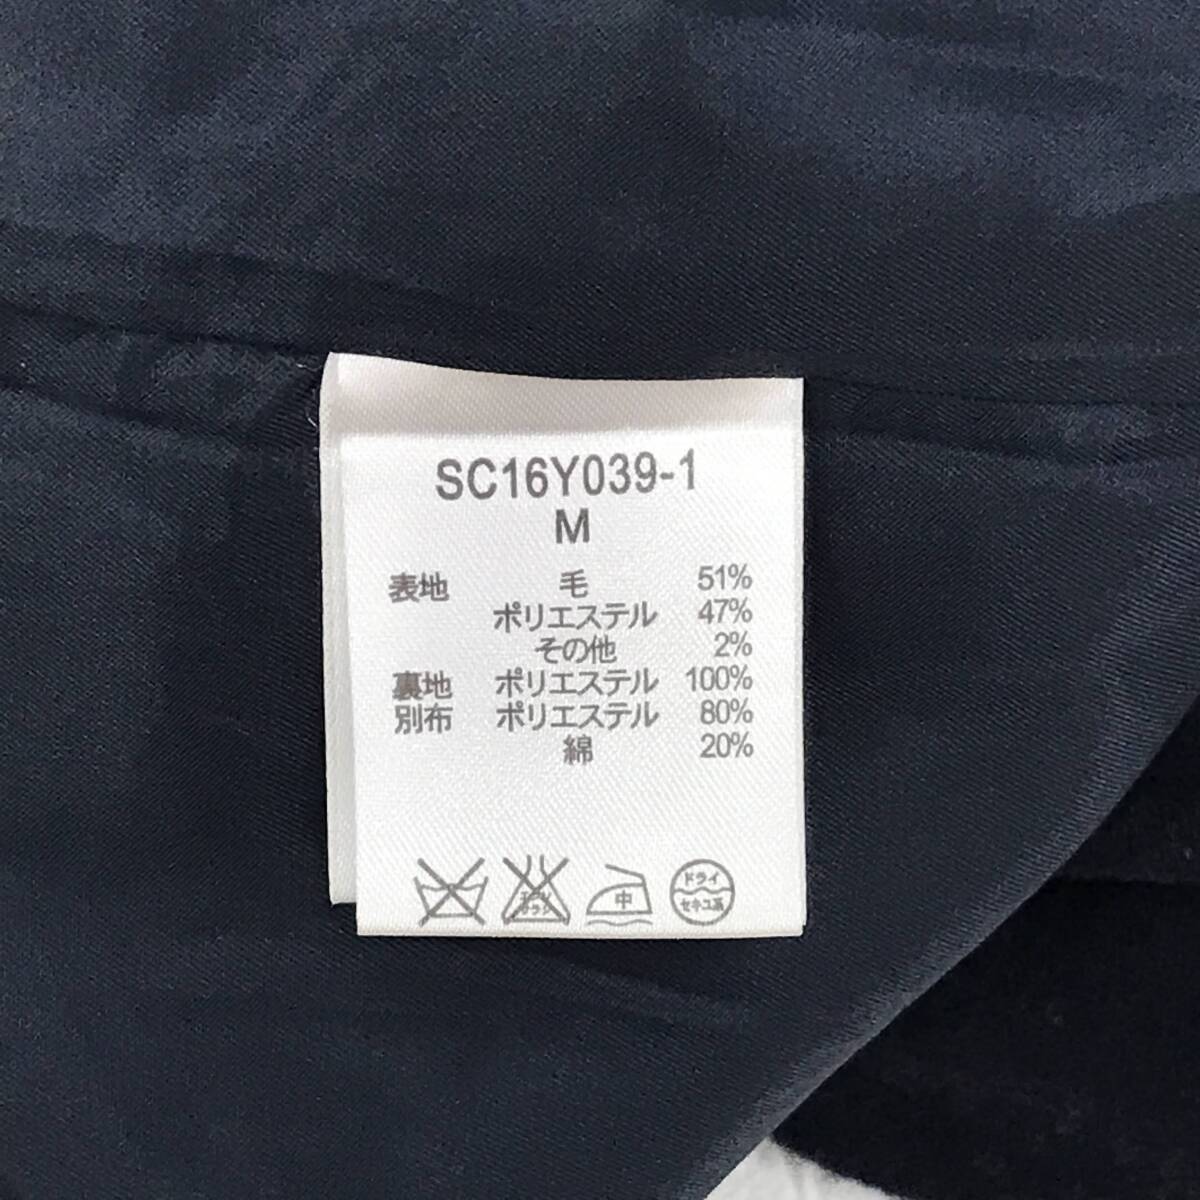 SC16Y039-1
M
表地 毛 51%
ポリエステル 47%
その他 2%
裏地 ポリエステル 100%
別布 ポリエステル 80%
綿 20%
中
ドライ
セキユ系